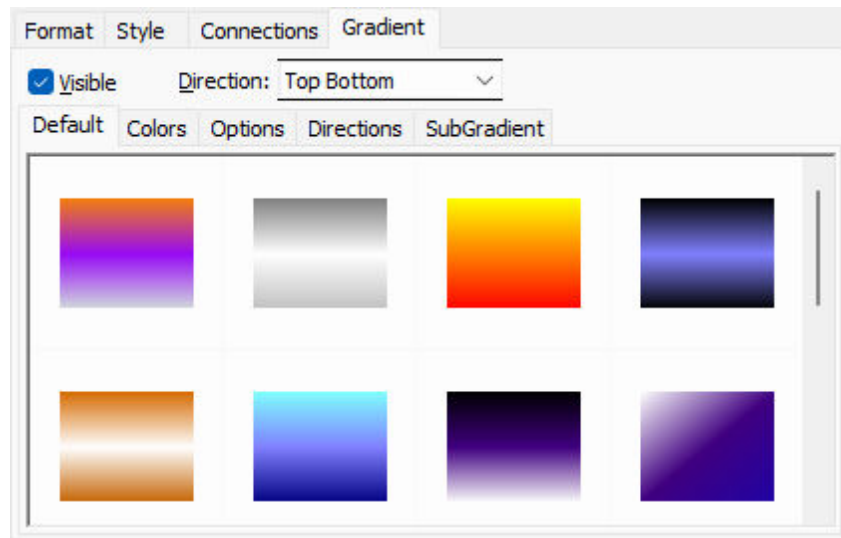 Format Style Connections Gradient
Visible Direction: Top Bottom
Default Colors Options Directions SubGradient